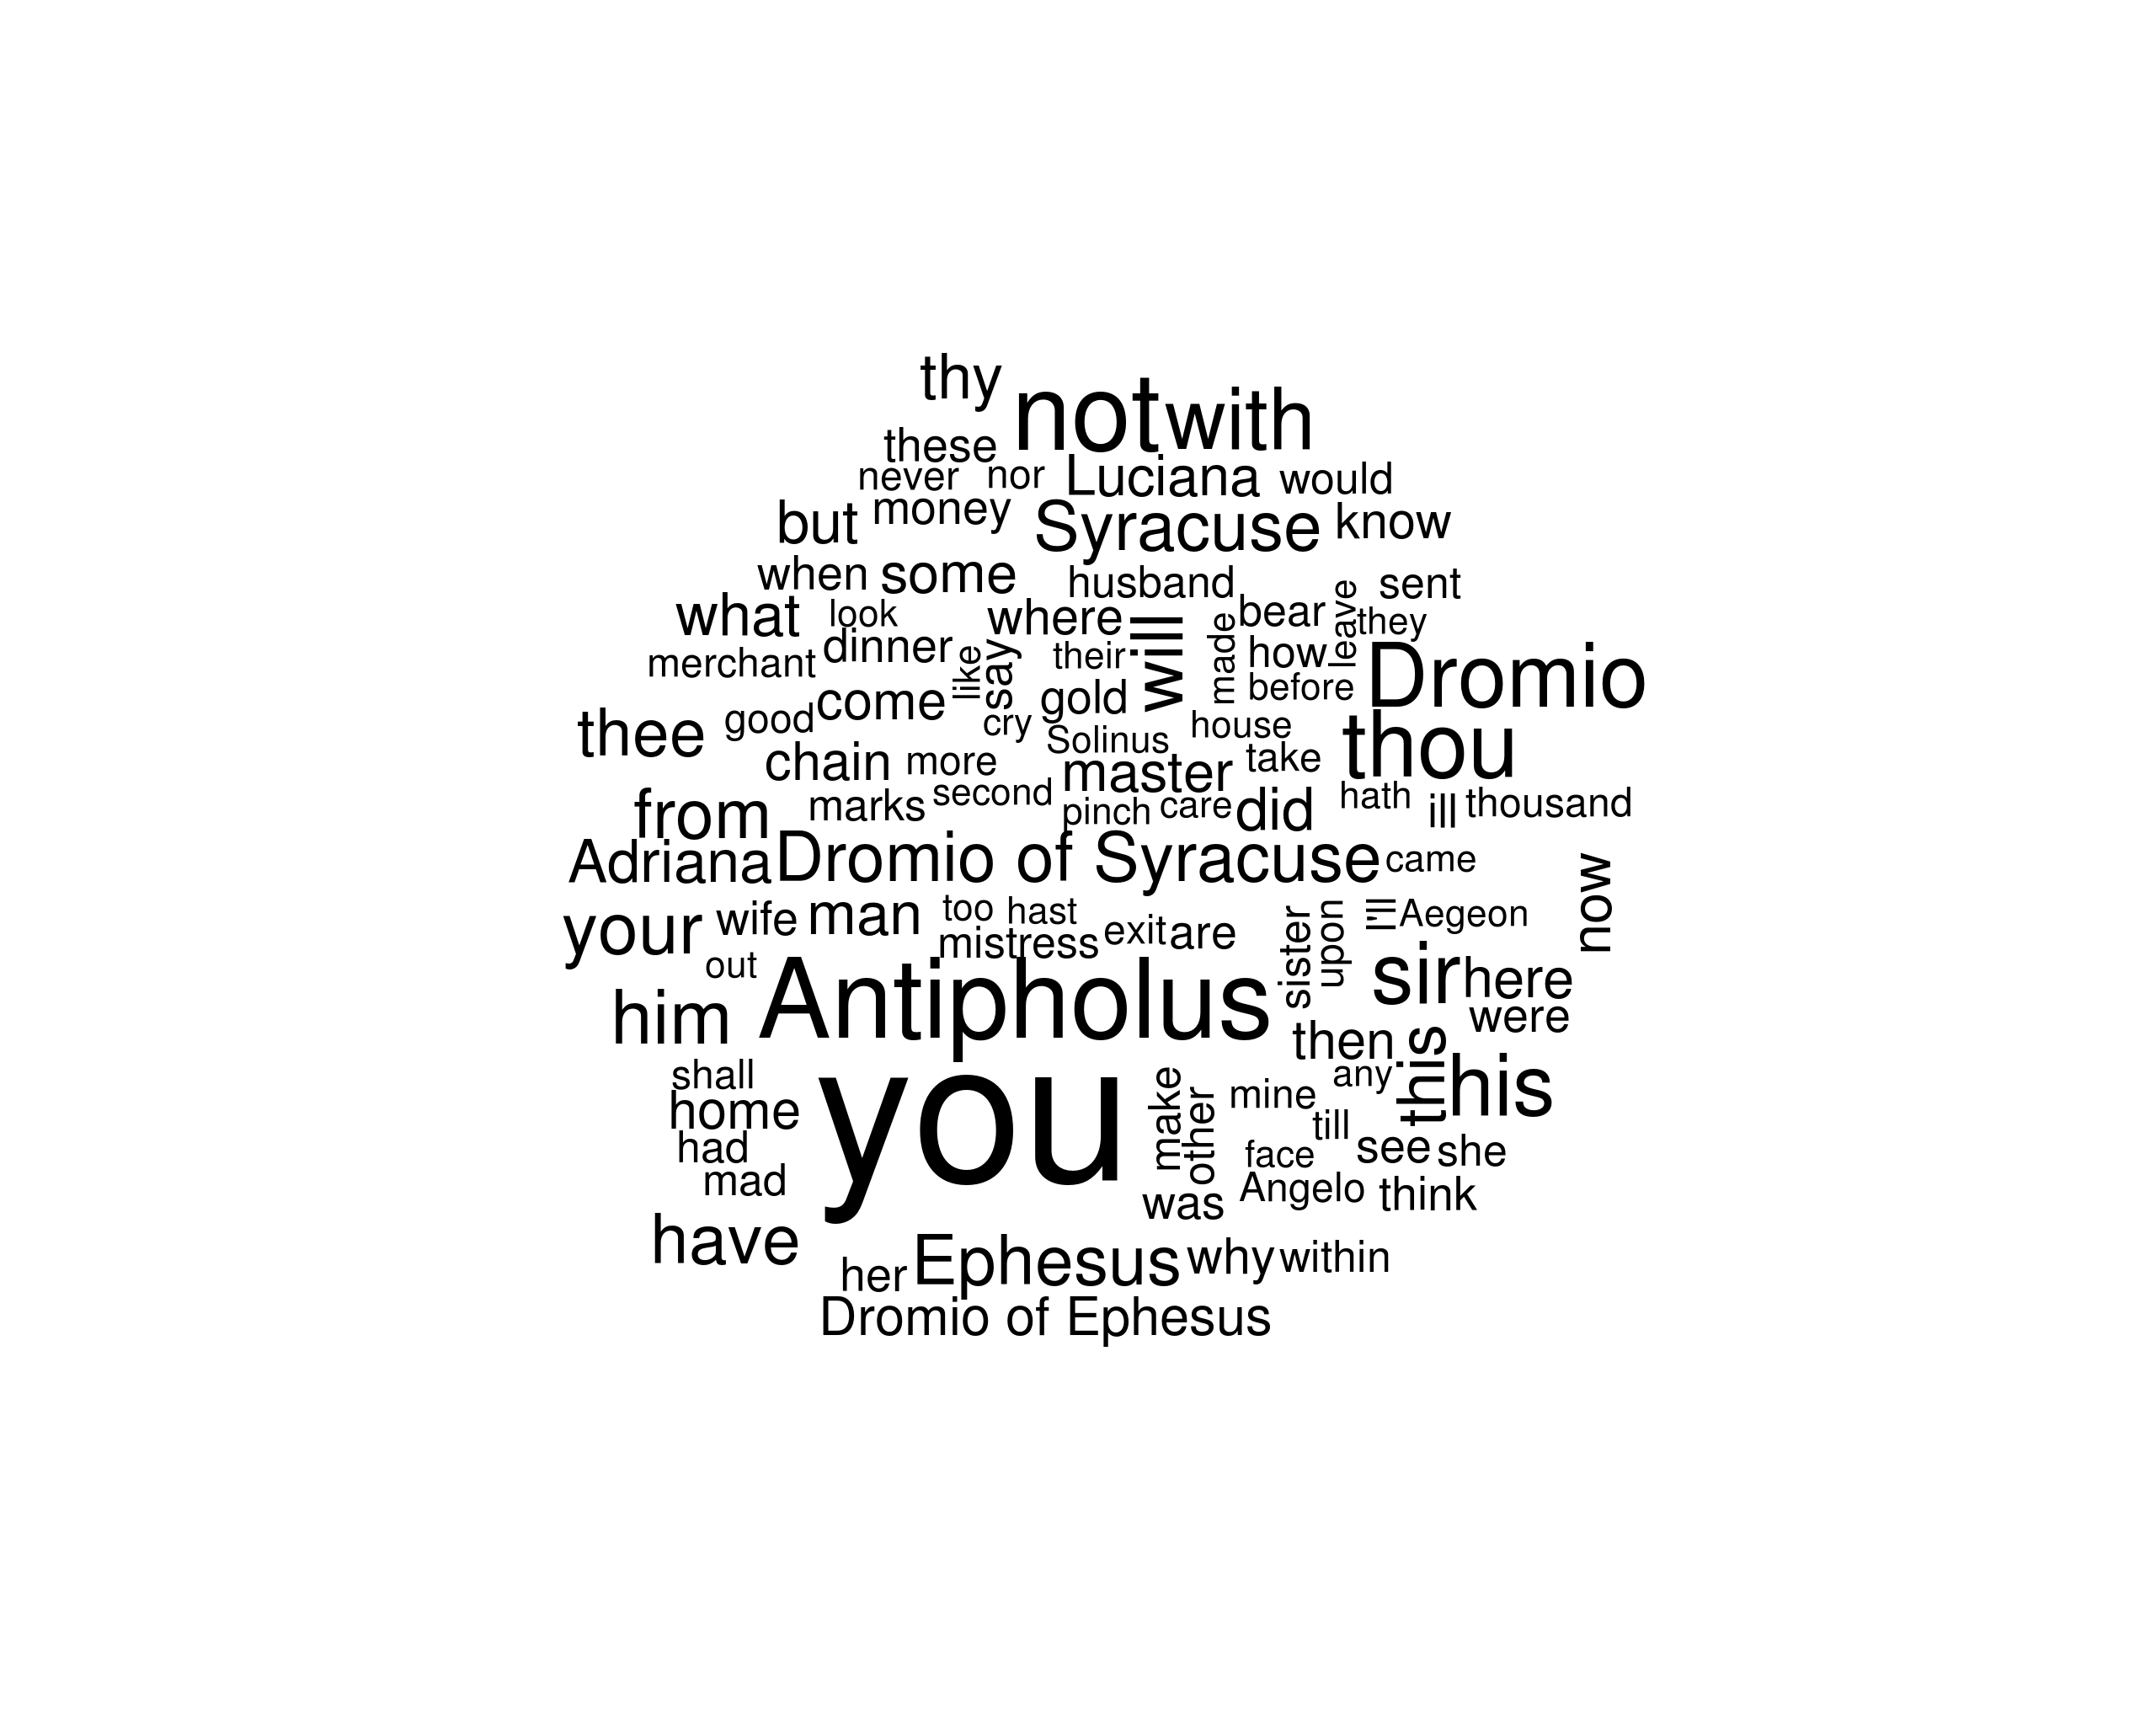 thy
not with
these
never nor Luciana would
but money Syracuse know
when some husband sent
what look where will made bear leave they
merchant dinner like say their how Dromio
come gold before
thee good cry Solinus house thou
chain more master take
from marks second pinch care did hath ill thousand
Adriana Dromio of Syracuse came now
your wife man too hast mistress exit are sister upon I'll Aegeon
out
him Antipholus sir here
were
then this
shall you make other mine any his
home till
had face see she
mad was Angelo think
have her Ephesus why within
Dromio of Ephesus